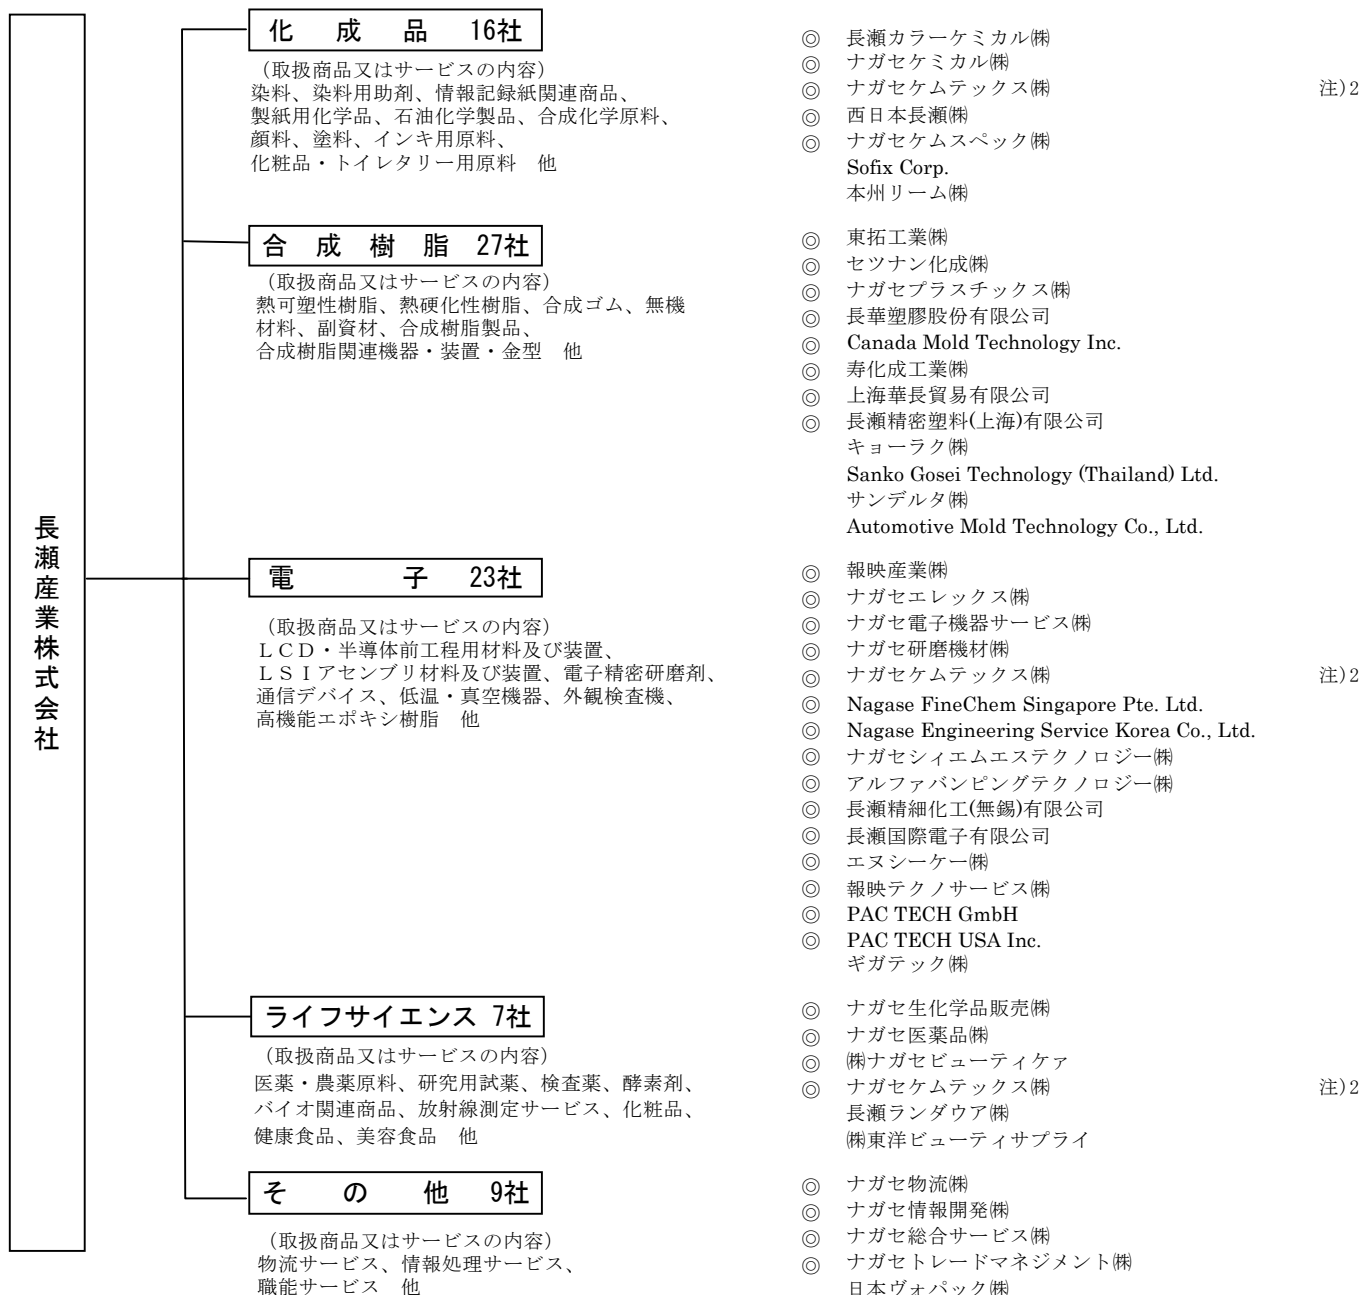 長瀬産業株式会社
化成品 16社
(取扱商品又はサービスの内容)
染料、染料用助剤、情報記録紙関連商品、
製紙用化学品、石油化学製品、合成化学原料、
顔料、塗料、インキ用原料、
化粧品・トイレタリー用原料 他
◎ 長瀬カラーケミカル㈱
◎ ナガセケミカル㈱
◎ ナガセケムテックス㈱ 注)2
◎ 西日本長瀬㈱
◎ ナガセケムスペック㈱
Sofix Corp.
本州リーム㈱
合成樹脂 27社
(取扱商品又はサービスの内容)
熱可塑性樹脂、熱硬化性樹脂、合成ゴム、無機
材料、副資材、合成樹脂製品、
合成樹脂関連機器・装置・金型 他
◎ 東拓工業㈱
◎ セツナン化成㈱
◎ ナガセプラスチックス㈱
◎ 長華塑膠股份有限公司
◎ Canada Mold Technology Inc.
◎ 寿化成工業㈱
◎ 上海華長貿易有限公司
◎ 長瀬精密塑料(上海)有限公司
キョーラク㈱
Sanko Gosei Technology (Thailand) Ltd.
サンデルタ㈱
Automotive Mold Technology Co., Ltd.
電子 23社
(取扱商品又はサービスの内容)
ＬＣＤ・半導体前工程用材料及び装置、
ＬＳＩアセンブリ材料及び装置、電子精密研磨剤、
通信デバイス、低温・真空機器、外観検査機、
高機能エポキシ樹脂 他
◎ 報映産業㈱
◎ ナガセエレックス㈱
◎ ナガセ電子機器サービス㈱
◎ ナガセ研磨機材㈱
◎ ナガセケムテックス㈱ 注)2
◎ Nagase FineChem Singapore Pte. Ltd.
◎ Nagase Engineering Service Korea Co., Ltd.
◎ ナガセシィエムエステクノロジー㈱
◎ アルファバンピングテクノロジー㈱
◎ 長瀬精細化工(無錫)有限公司
◎ 長瀬国際電子有限公司
◎ エヌシーケー㈱
◎ 報映テクノサービス㈱
◎ PAC TECH GmbH
◎ PAC TECH USA Inc.
ギガテック㈱
ライフサイエンス 7社
(取扱商品又はサービスの内容)
医薬・農薬原料、研究用試薬、検査薬、酵素剤、
バイオ関連商品、放射線測定サービス、化粧品、
健康食品、美容食品 他
◎ ナガセ生化学品販売㈱
◎ ナガセ医薬品㈱
◎ ㈱ナガセビューティケァ
◎ ナガセケムテックス㈱ 注)2
長瀬ランダウア㈱
㈱東洋ビューティサプライ
その他 9社
(取扱商品又はサービスの内容)
物流サービス、情報処理サービス、
職能サービス 他
◎ ナガセ物流㈱
◎ ナガセ情報開発㈱
◎ ナガセ総合サービス㈱
◎ ナガセトレードマネジメント㈱
日本ヴォパック㈱